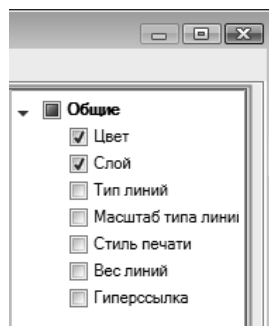 Общие
Цвет
Слой
Тип линий
Масштаб типа лини
Стиль печати
Вес линий
Гиперссылка